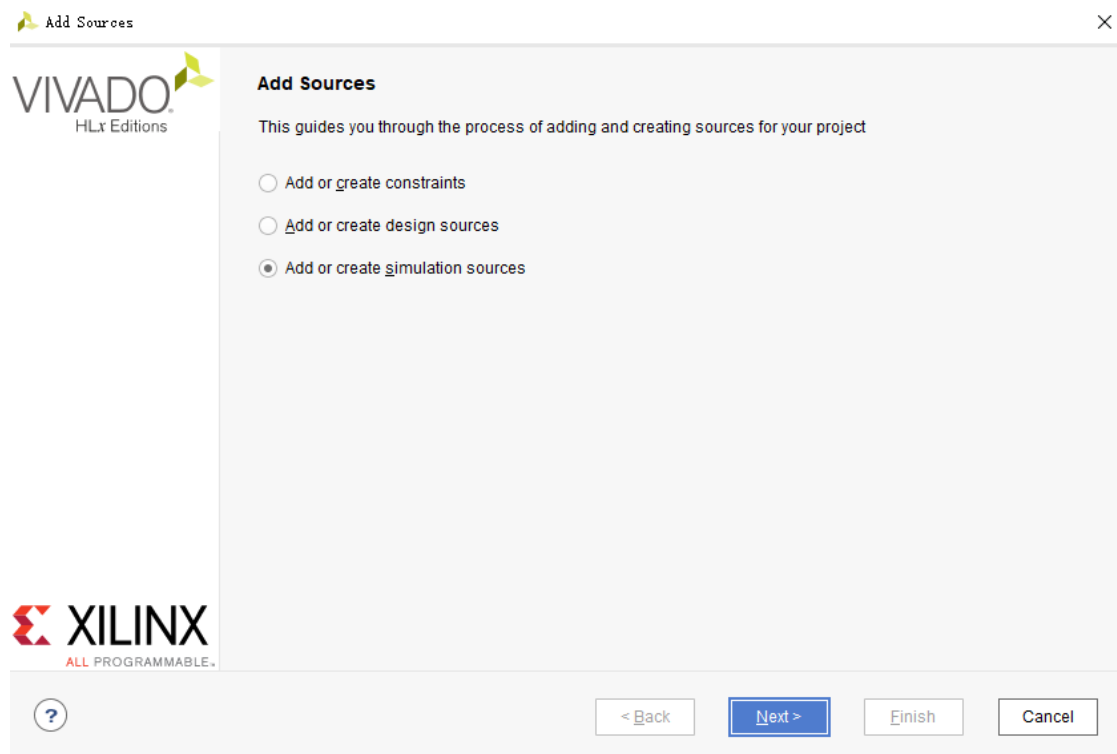 Add Sources
VIVADO.
HLx Editions
Add Sources
This guides you through the process of adding and creating sources for your project
Add or create constraints
Add or create design sources
Add or create simulation sources
XILINX
ALL PROGRAMMABLE™
?
< Back
Next >
Finish
Cancel